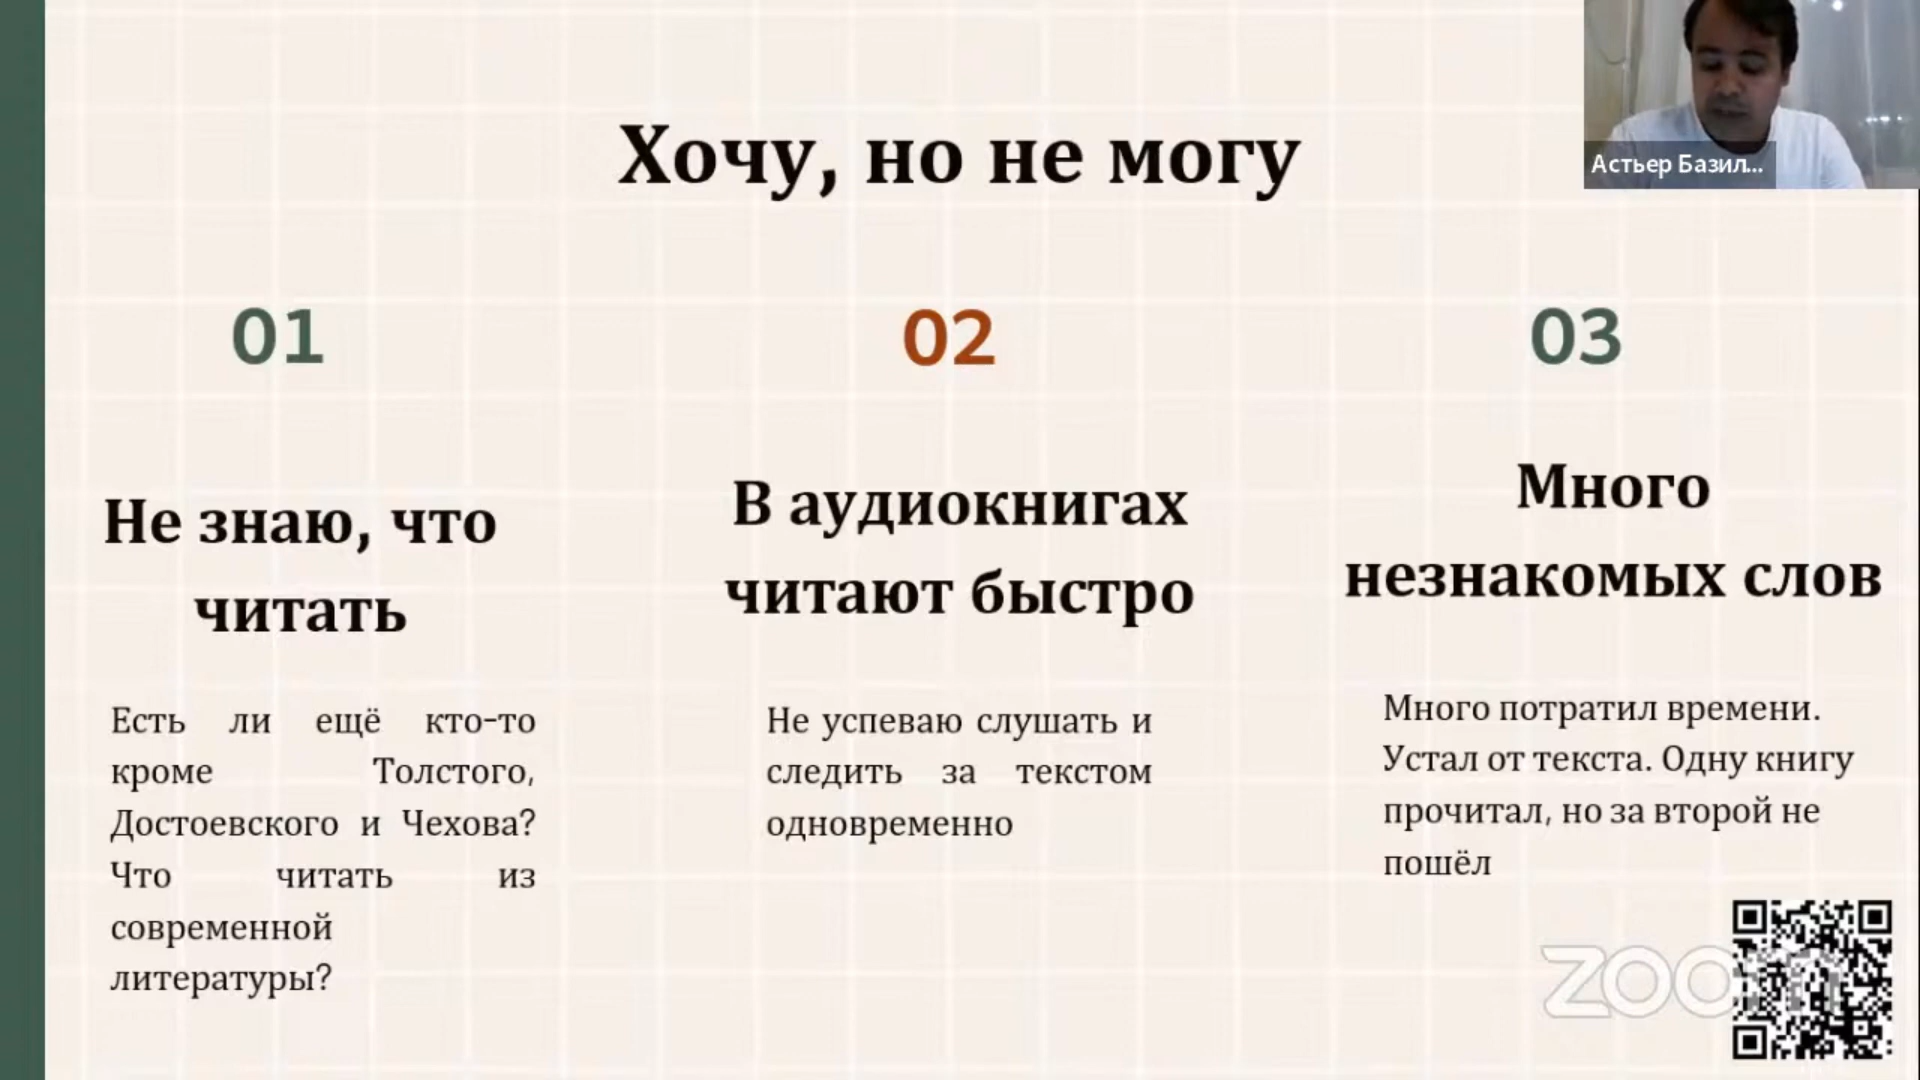 Хочу, но не могу
Астьер Базил...
01
Не знаю, что
читать
Есть ли ещё кто-то
кроме Толстого,
Достоевского и Чехова?
Что читать из
современной
литературы?
02
В аудиокнигах
читают быстро
Не успеваю слушать и
следить за текстом
одновременно
03
Много
незнакомых слов
Много потратил времени.
Устал от текста. Одну книгу
прочитал, но за второй не
пошёл
zoom